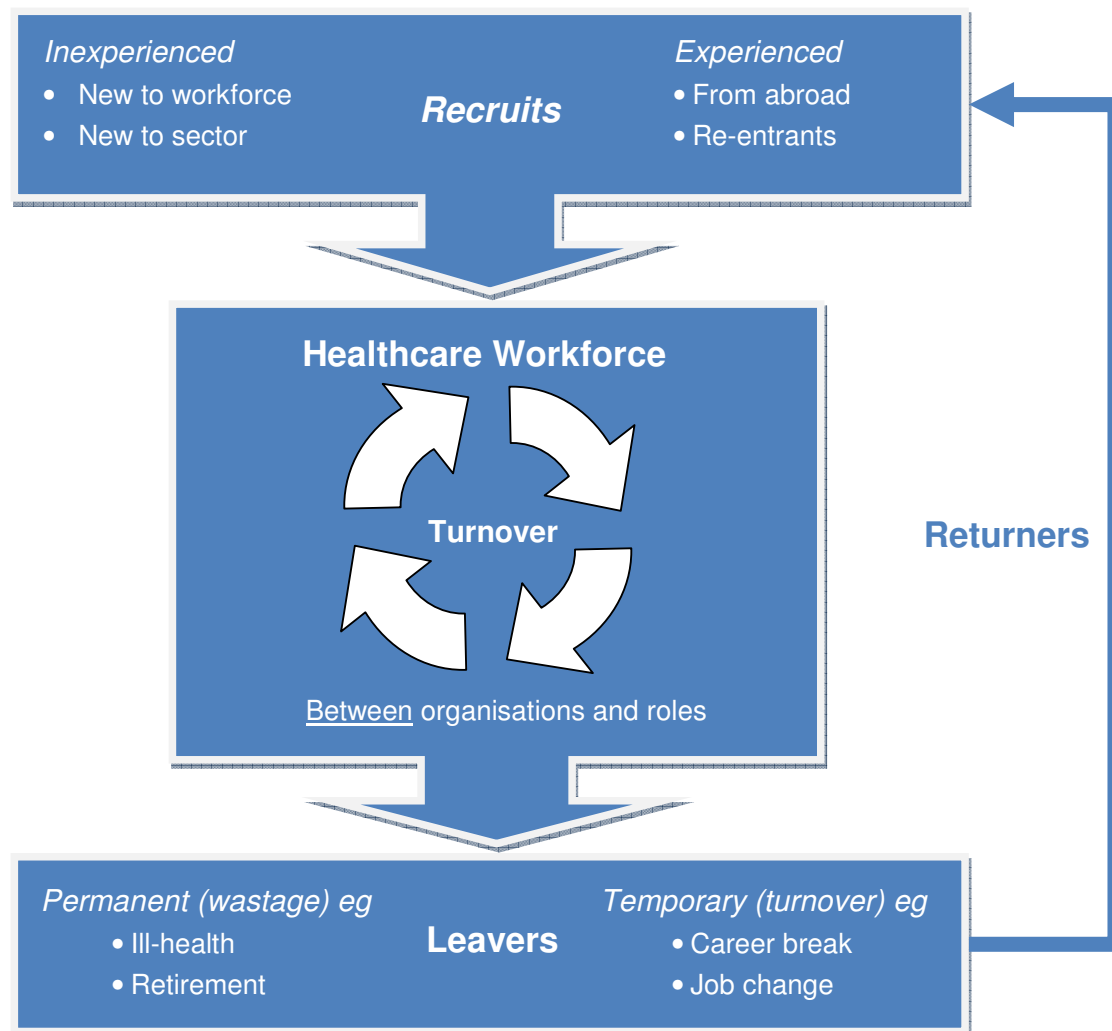 Inexperienced
• New to workforce
• New to sector
Recruits
Experienced
• From abroad
• Re-entrants
Healthcare Workforce
Turnover
Between organisations and roles
Returners
Permanent (wastage) eg
• Ill-health
• Retirement
Leavers
Temporary (turnover) eg
• Career break
• Job change